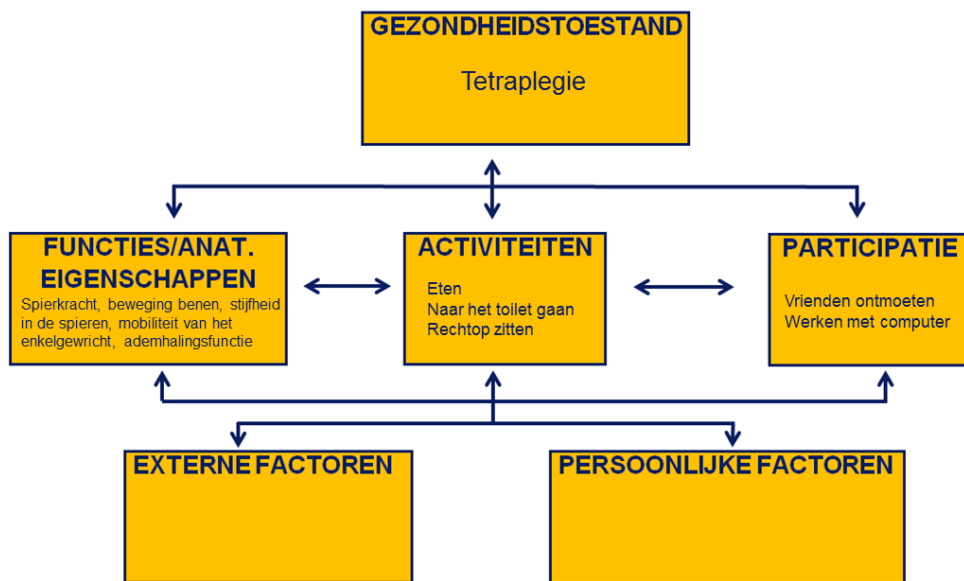 GEZONDHEIDSTOESTAND
Tetraplegie
FUNCTIES/ANAT.
EIGENSCHAPPEN
Spierkracht, beweging benen, stijfheid
in de spieren, mobiliteit van het
enkelgewricht, ademhalingsfunctie
ACTIVITEITEN
Eten
Naar het toilet gaan
Rechtop zitten
PARTICIPATIE
Vrienden ontmoeten
Werken met computer
EXTERNE FACTOREN
PERSOONLIJKE FACTOREN